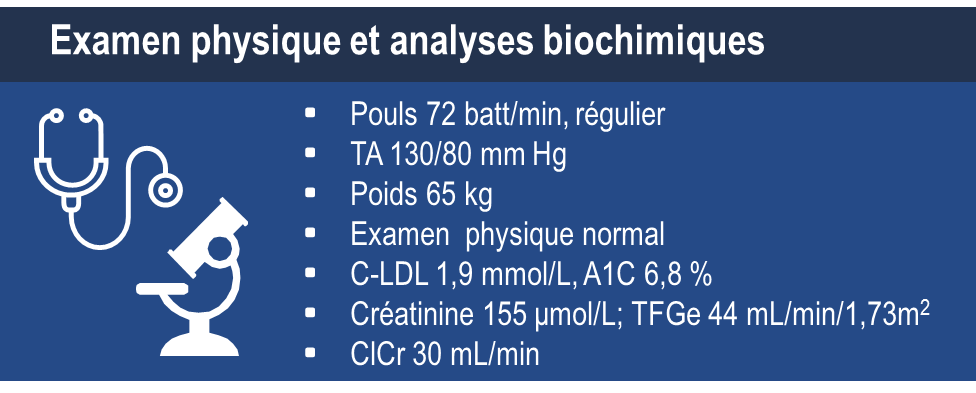 Examen physique et analyses biochimiques
▪ Pouls 72 batt/min, régulier
▪ TA 130/80 mm Hg
▪ Poids 65 kg
▪ Examen  physique normal
▪ C-LDL 1,9 mmol/L, A1C 6,8 %
▪ Créatinine 155 µmol/L; TFGe 44 mL/min/1,73m²
▪ ClCr 30 mL/min